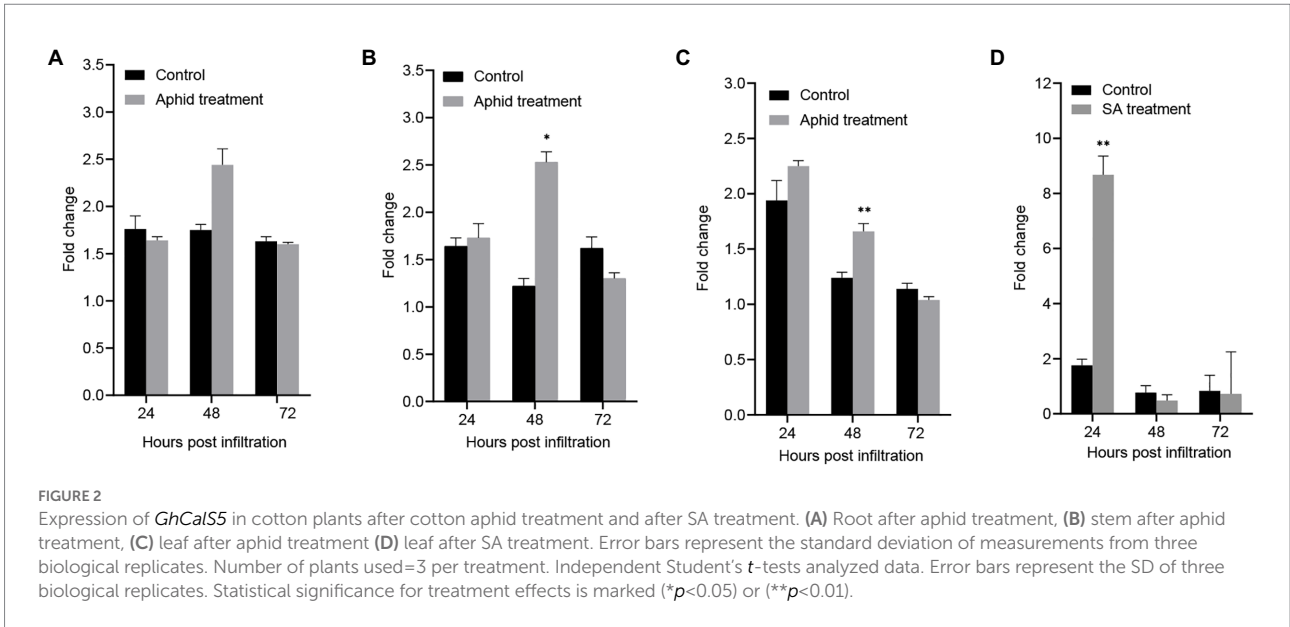 A
3.5
3.0
2.5
2.0
1.5
1.0
0.5
0.0
Fold change
Control
Aphid treatment
24 48 72
Hours post infiltration
B
3.5
3.0
2.5
2.0
1.5
1.0
0.5
0.0
Fold change
Control
Aphid treatment
*
24 48 72
Hours post infiltration
C
3.0
2.5
2.0
1.5
1.0
0.5
0.0
Fold change
Control
Aphid treatment
**
24 48 72
Hours post infiltration
D
12
10
8
6
4
2
0
Fold change
Control
SA treatment
**
24 48 72
Hours post infiltration
FIGURE 2
Expression of GhCalS5 in cotton plants after cotton aphid treatment and after SA treatment. (A) Root after aphid treatment, (B) stem after aphid
treatment, (C) leaf after aphid treatment (D) leaf after SA treatment. Error bars represent the standard deviation of measurements from three
biological replicates. Number of plants used=3 per treatment. Independent Student’s t-tests analyzed data. Error bars represent the SD of three
biological replicates. Statistical significance for treatment effects is marked (*p<0.05) or (**p<0.01).